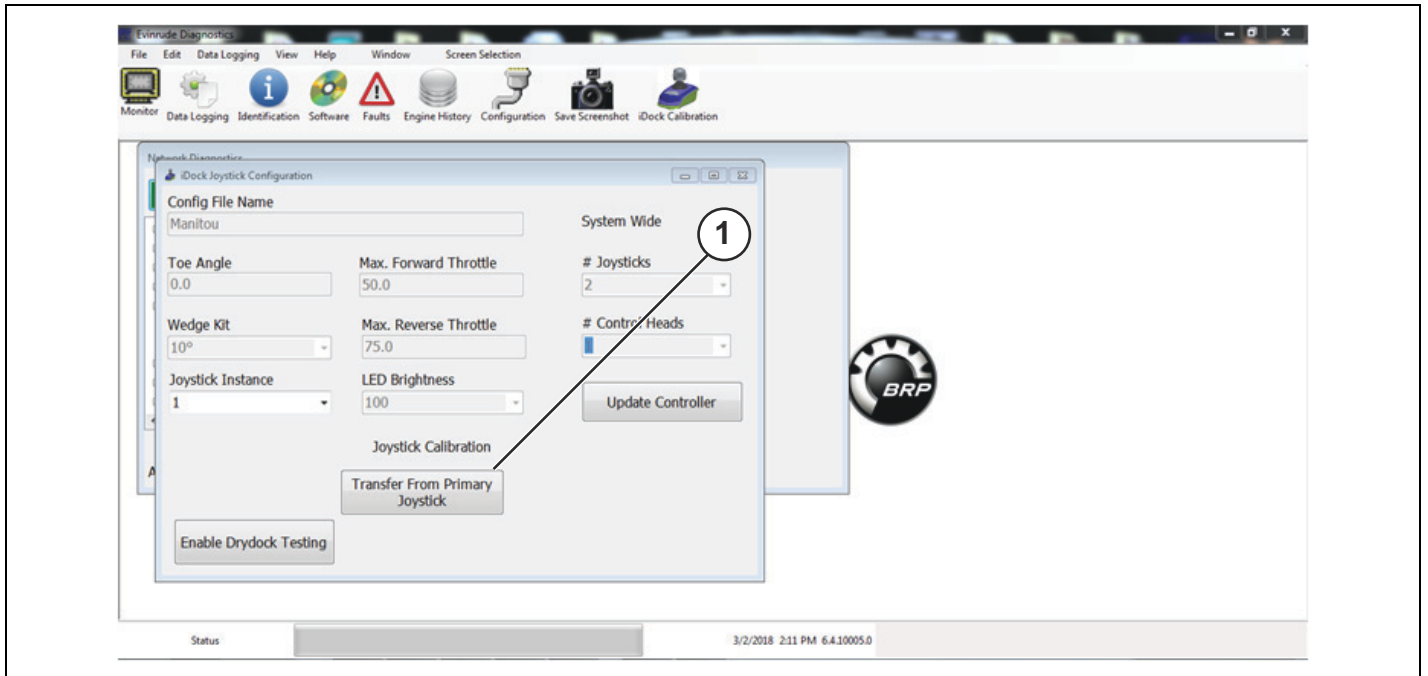 Evinrude Diagnostics
File Edit Data Logging View Help Window Screen Selection
Monitor Data Logging Identification Software Faults Engine History Configuration Save Screenshot iDock Calibration
Network Diagnostics
iDock Joystick Configuration
Config File Name
Manitou
System Wide
1
Toe Angle Max. Forward Throttle # Joysticks
0.0 50.0 2
Wedge Kit Max. Reverse Throttle # Control Heads
10° 75.0
Joystick Instance LED Brightness
1 100 Update Controller
Joystick Calibration
Transfer From Primary
Joystick
Enable Drydock Testing
BRP
Status 3/2/2018 2:11 PM 6.4.10005.0